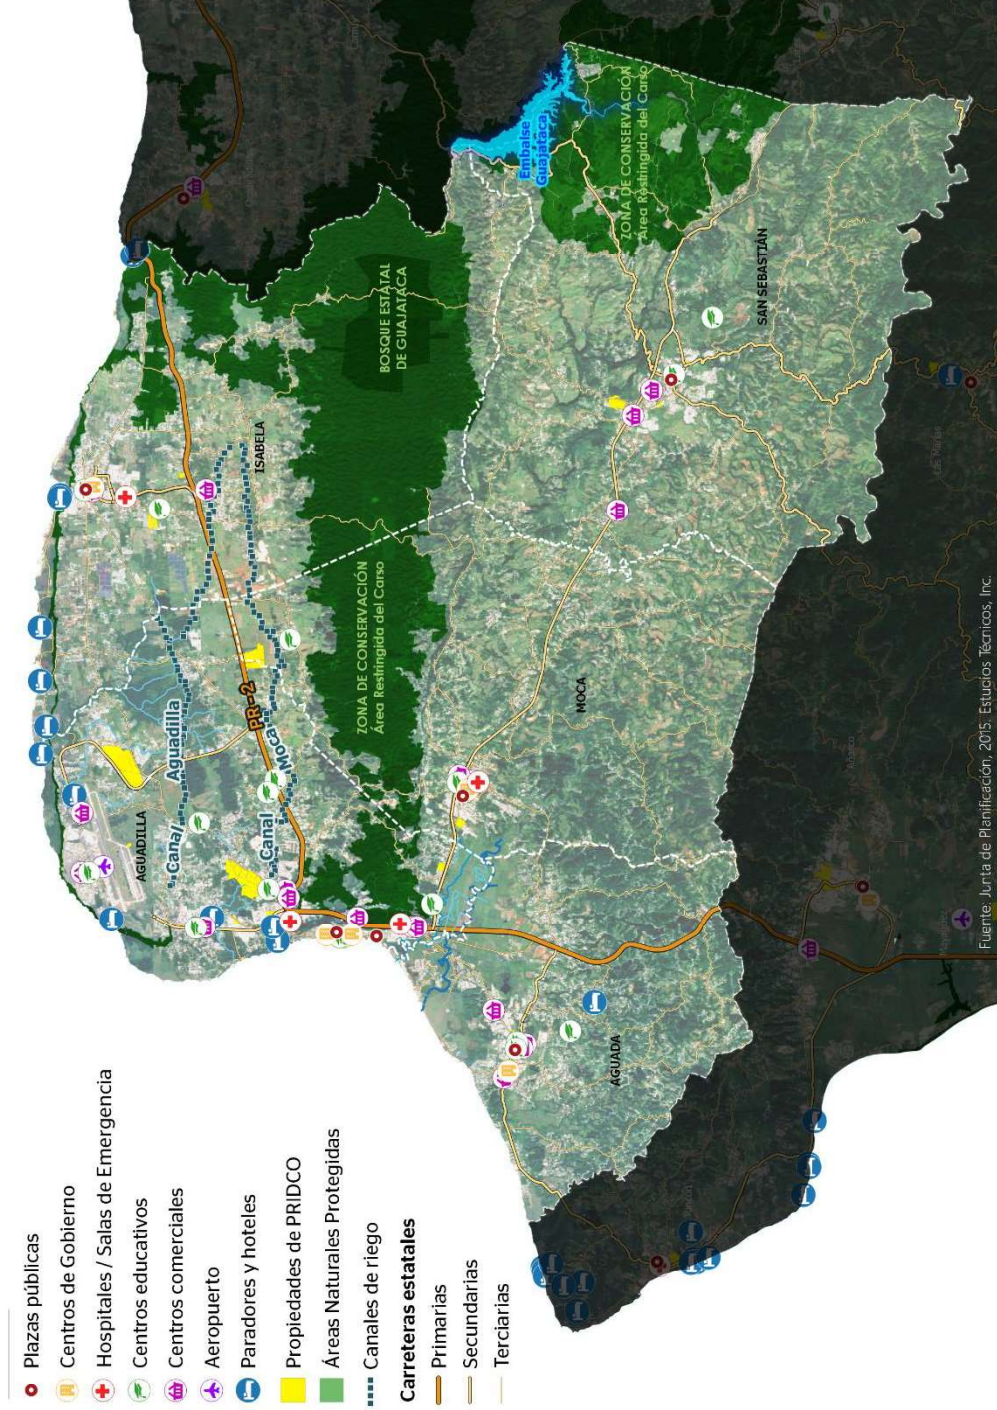 Plazas públicas
Centros de Gobierno
Hospitales / Salas de Emergencia
Centros educativos
Centros comerciales
Aeropuerto
Paradores y hoteles
Propiedades de PRIDCO
Áreas Naturales Protegidas
Canales de riego
Carreteras estatales
Primarias
Secundarias
Terciarias
AGUADILLA
Canal Aguadilla
Canal Moca
PR-2
ISABELA
BOSQUE ESTATAL
DE GUAJATACA
ZONA DE CONSERVACIÓN
Área Restringida del Carso
Embalse
Guajataca
ZONA DE CONSERVACIÓN
Área Restringida del Carso
SAN SEBASTIÁN
MOCA
AGUADA
Las Marías
Añasco
Fuente: Junta de Planificación, 2015. Estudios Técnicos, Inc.